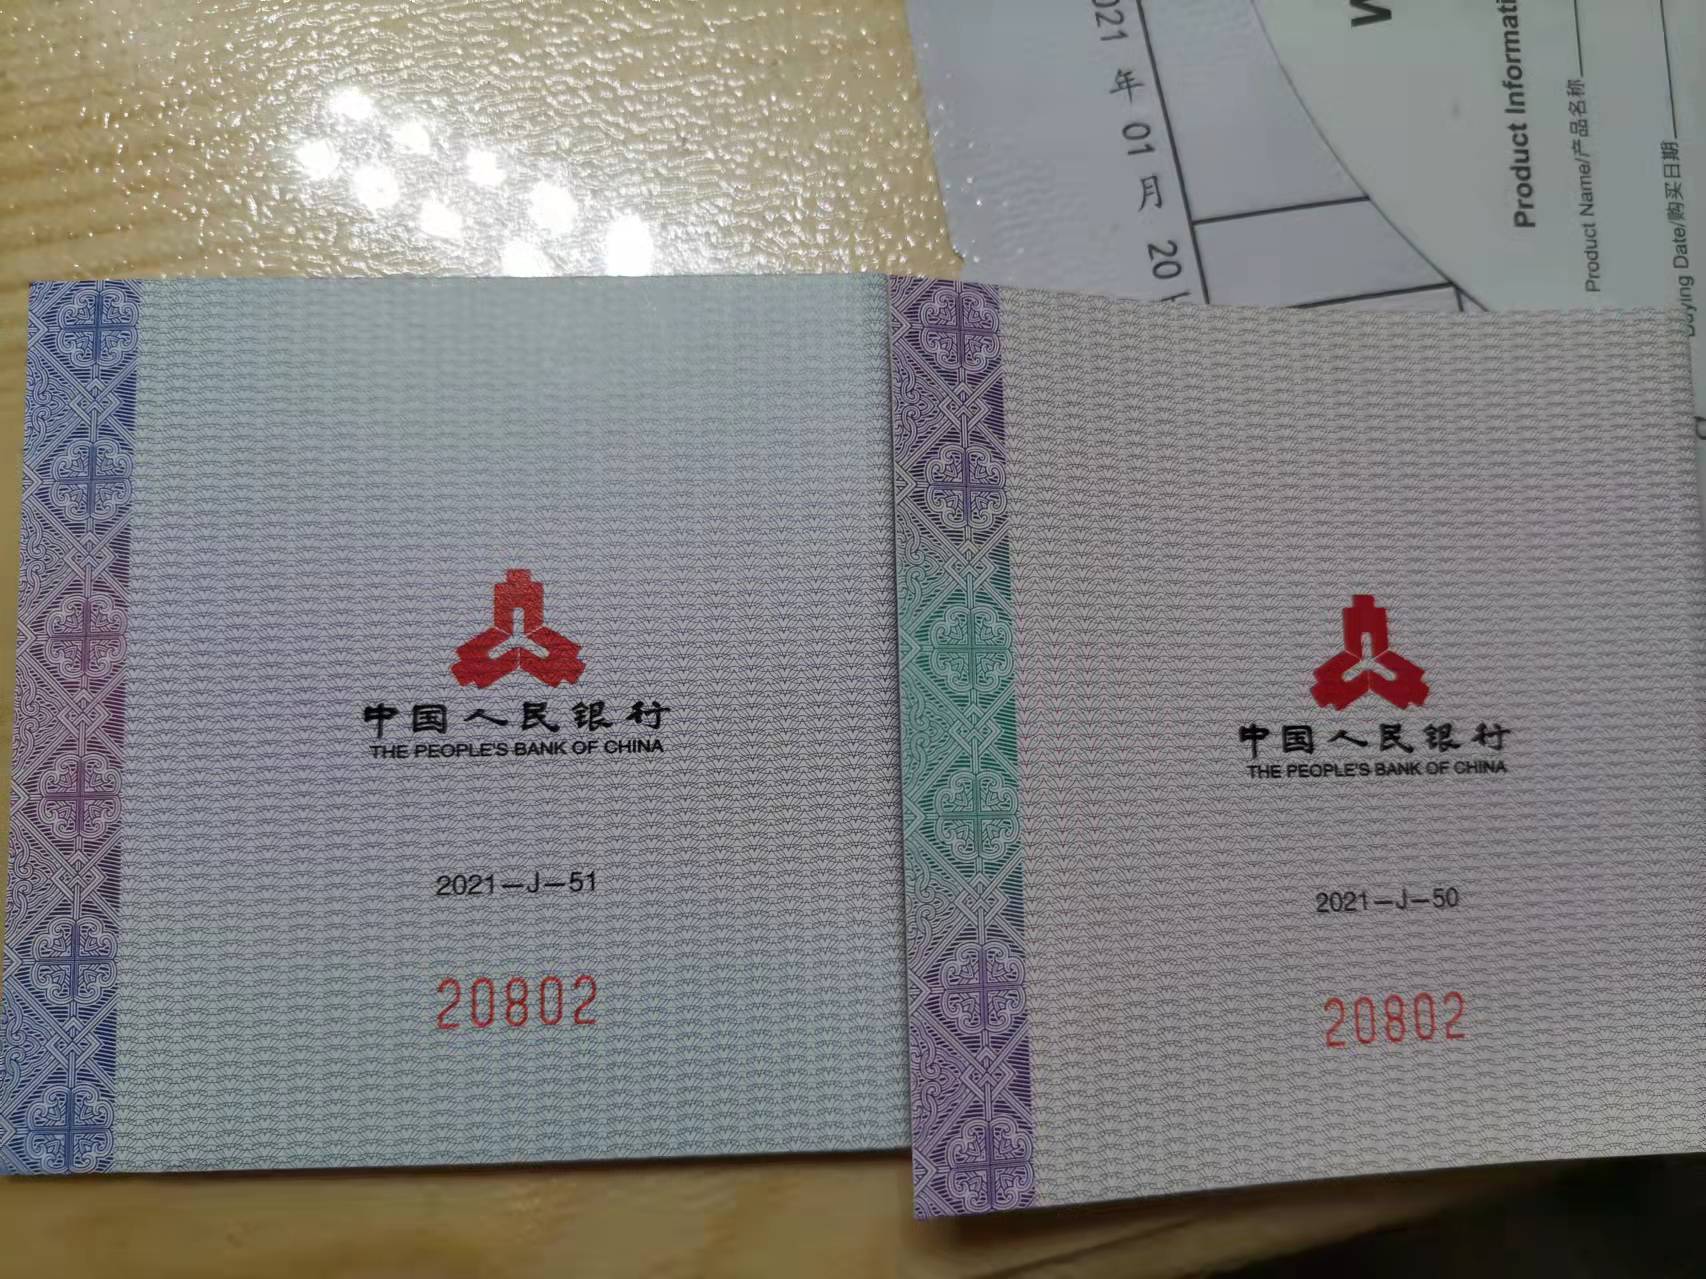 中国人民银行
THE PEOPLE'S BANK OF CHINA
2021—J—51
20802
中国人民银行
THE PEOPLE'S BANK OF CHINA
2021—J—50
20802
021 年 01 月 20
Product Informati
Product Name/产品名称
Buying Date/购买日期